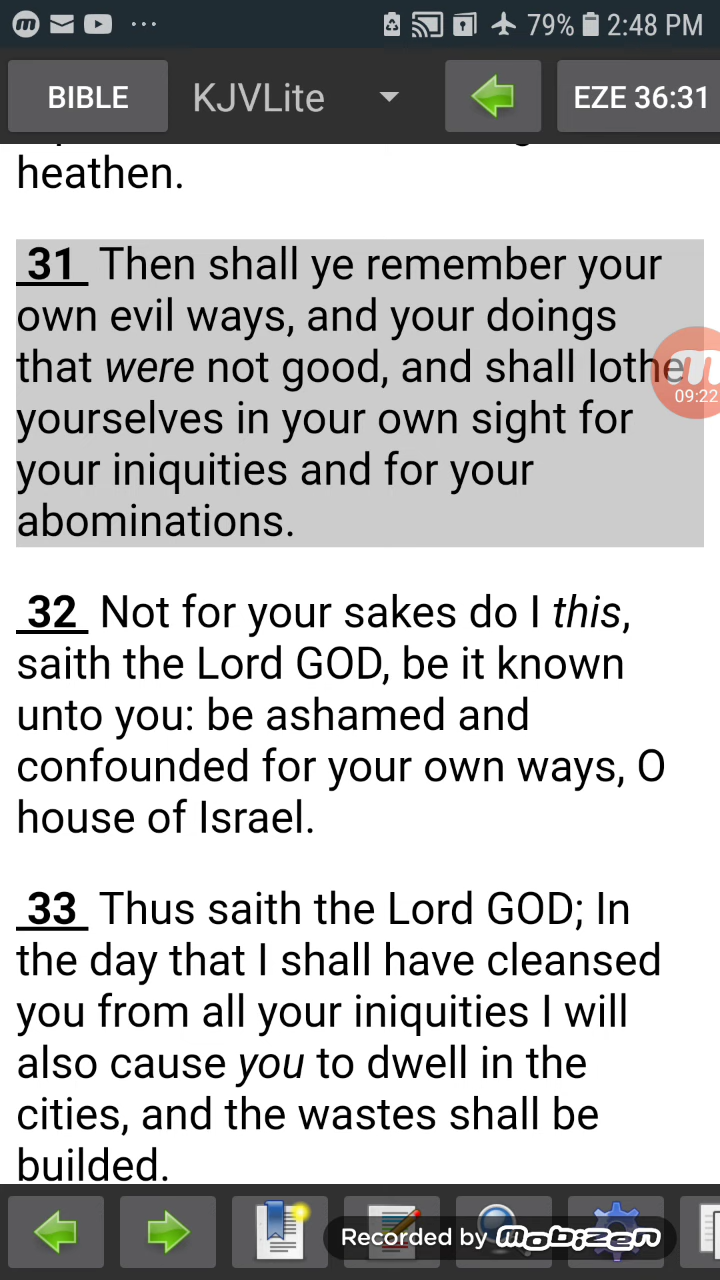 79% 2:48 PM
BIBLE KJVLite EZE 36:31
heathen.
31 Then shall ye remember your
own evil ways, and your doings
that were not good, and shall lothe
09:22
yourselves in your own sight for
your iniquities and for your
abominations.
32 Not for your sakes do I this,
saith the Lord GOD, be it known
unto you: be ashamed and
confounded for your own ways, O
house of Israel.
33 Thus saith the Lord GOD; In
the day that I shall have cleansed
you from all your iniquities I will
also cause you to dwell in the
cities, and the wastes shall be
builded.
Recorded by mobizen